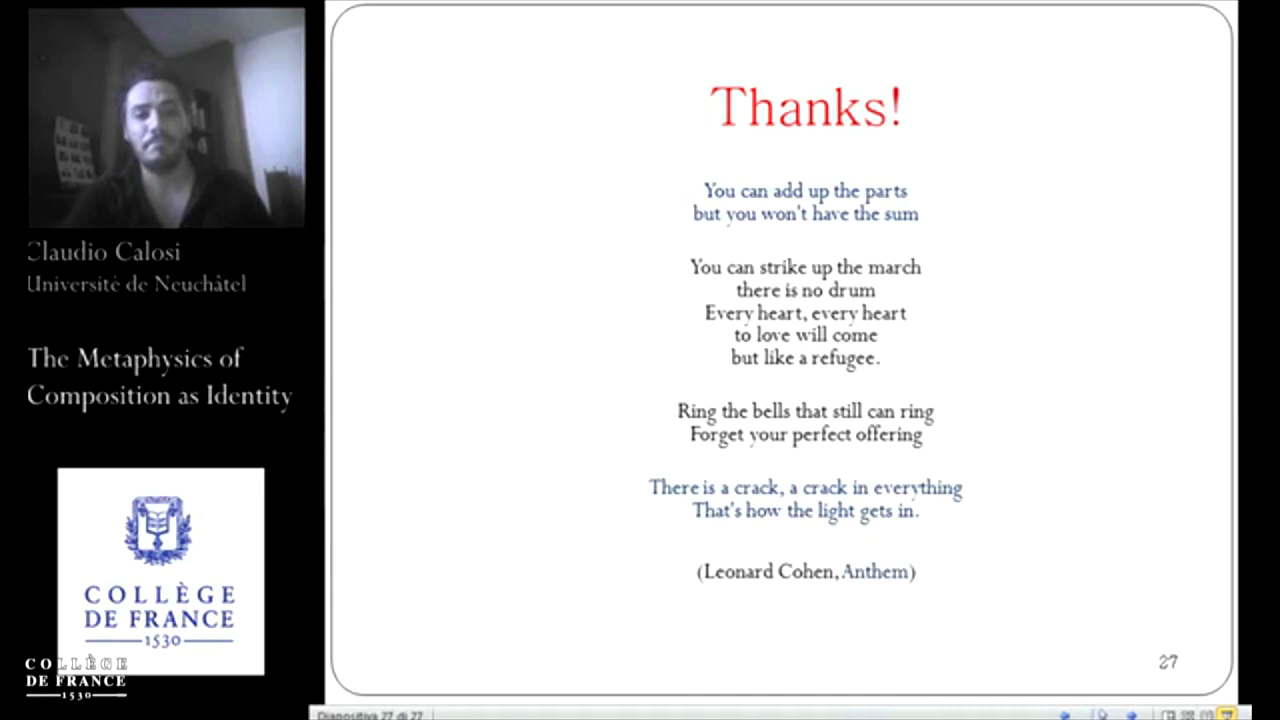 Claudio Calosi
Université de Neuchâtel
The Metaphysics of
Composition as Identity
COLLÈGE
DE FRANCE
1530
COLLÈGE
DE FRANCE
1530
Thanks!
You can add up the parts
but you won't have the sum
You can strike up the march
there is no drum
Every heart, every heart
to love will come
but like a refugee.
Ring the bells that still can ring
Forget your perfect offering
There is a crack, a crack in everything
That's how the light gets in.
(Leonard Cohen, Anthem)
27
Diapositiva 27 di 27